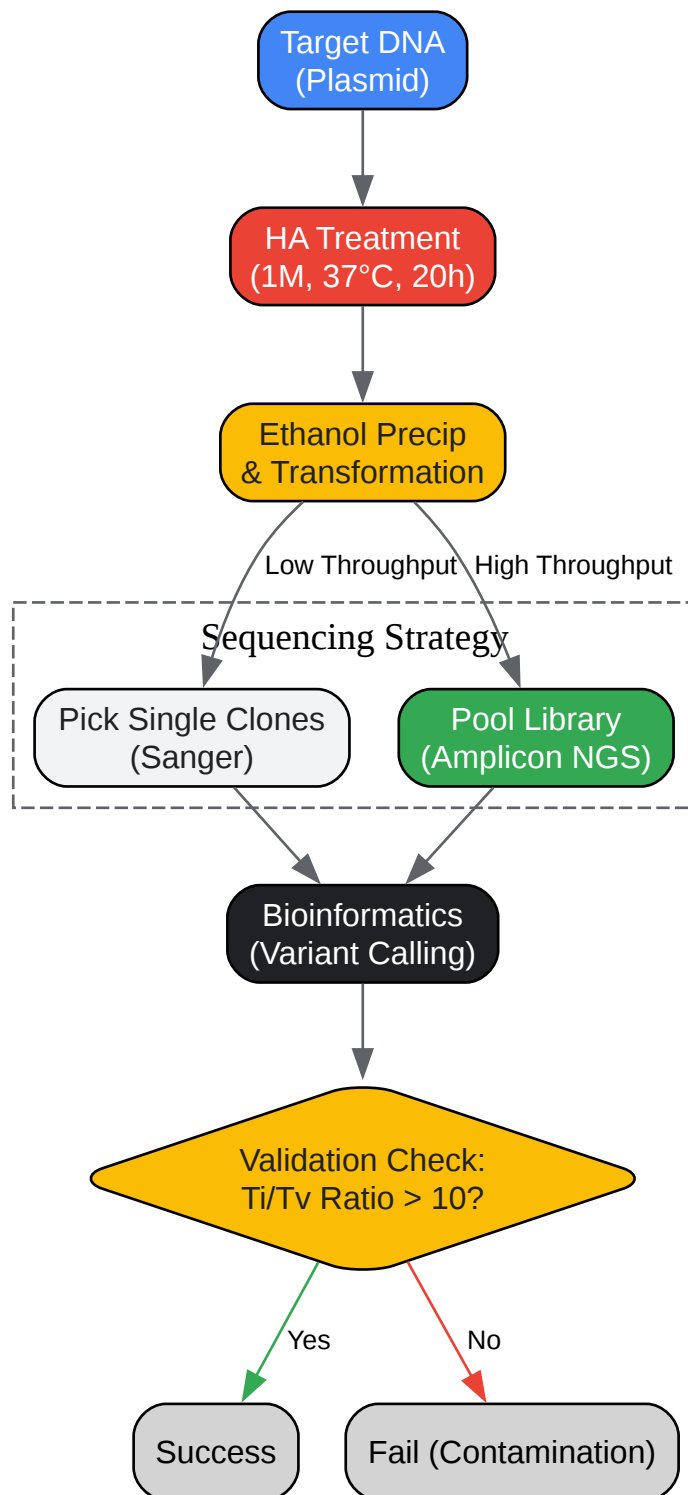 Target DNA
(Plasmid)
HA Treatment
(1M, 37°C, 20h)
Ethanol Precip
& Transformation
Low Throughput
High Throughput
Sequencing Strategy
Pick Single Clones
(Sanger)
Pool Library
(Amplicon NGS)
Bioinformatics
(Variant Calling)
Validation Check:
Ti/Tv Ratio > 10?
Yes
No
Success
Fail (Contamination)